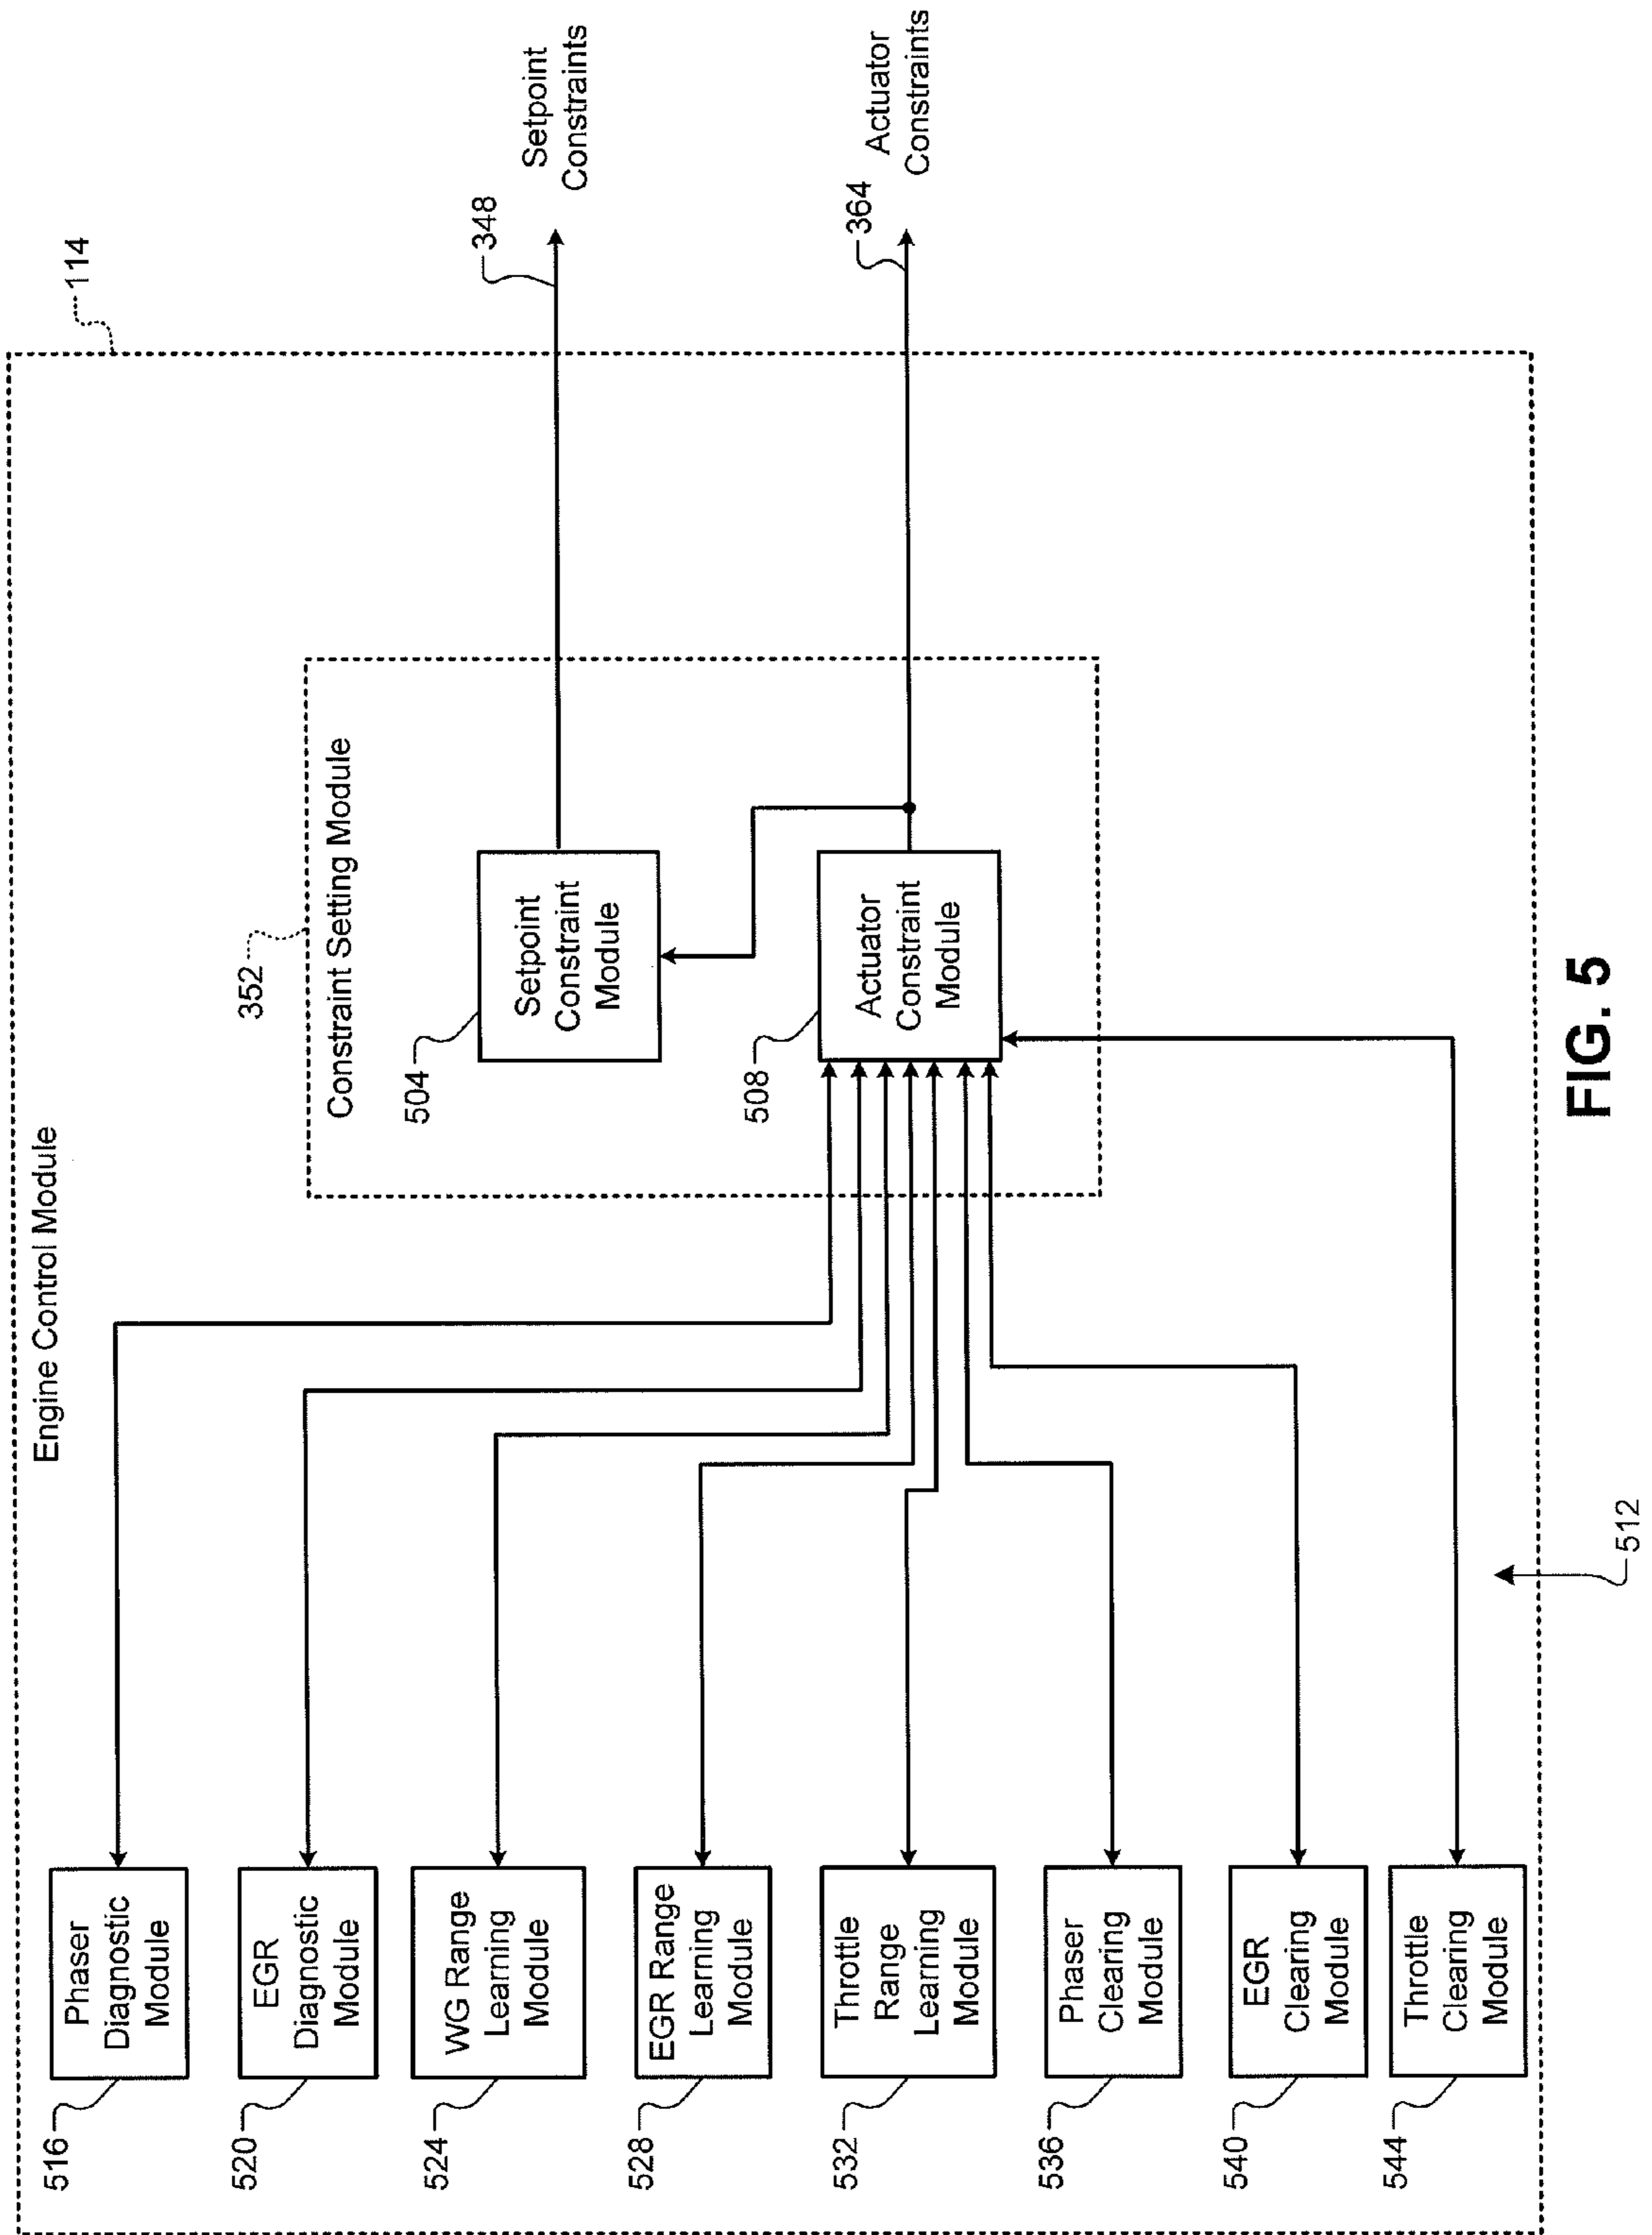 Engine Control Module
114
516
Phaser
Diagnostic
Module
520
EGR
Diagnostic
Module
524
WG Range
Learning
Module
528
EGR Range
Learning
Module
532
Throttle
Range
Learning
Module
536
Phaser
Clearing
Module
540
EGR
Clearing
Module
544
Throttle
Clearing
Module
352
Constraint Setting Module
504
Setpoint
Constraint
Module
508
Actuator
Constraint
Module
348
Setpoint
Constraints
364
Actuator
Constraints
512
FIG. 5